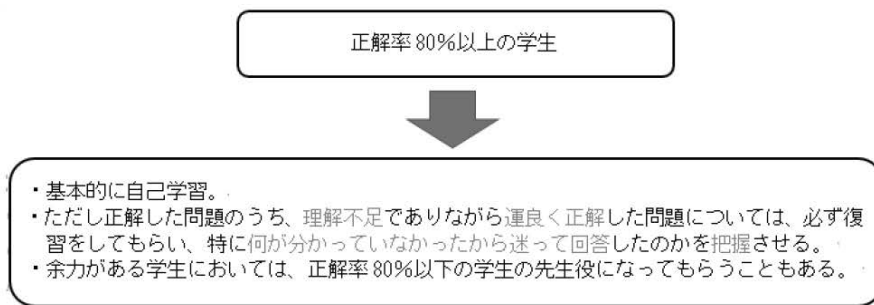 正解率80%以上の学生
・基本的に自己学習。
・ただし正解した問題のうち、理解不足でありながら運良く正解した問題については、必ず復
習をしてもらい、特に何が分かっていなかったから迷って回答したのかを把握させる。
・余力がある学生においては、正解率80%以下の学生の先生役になってもらうこともある。